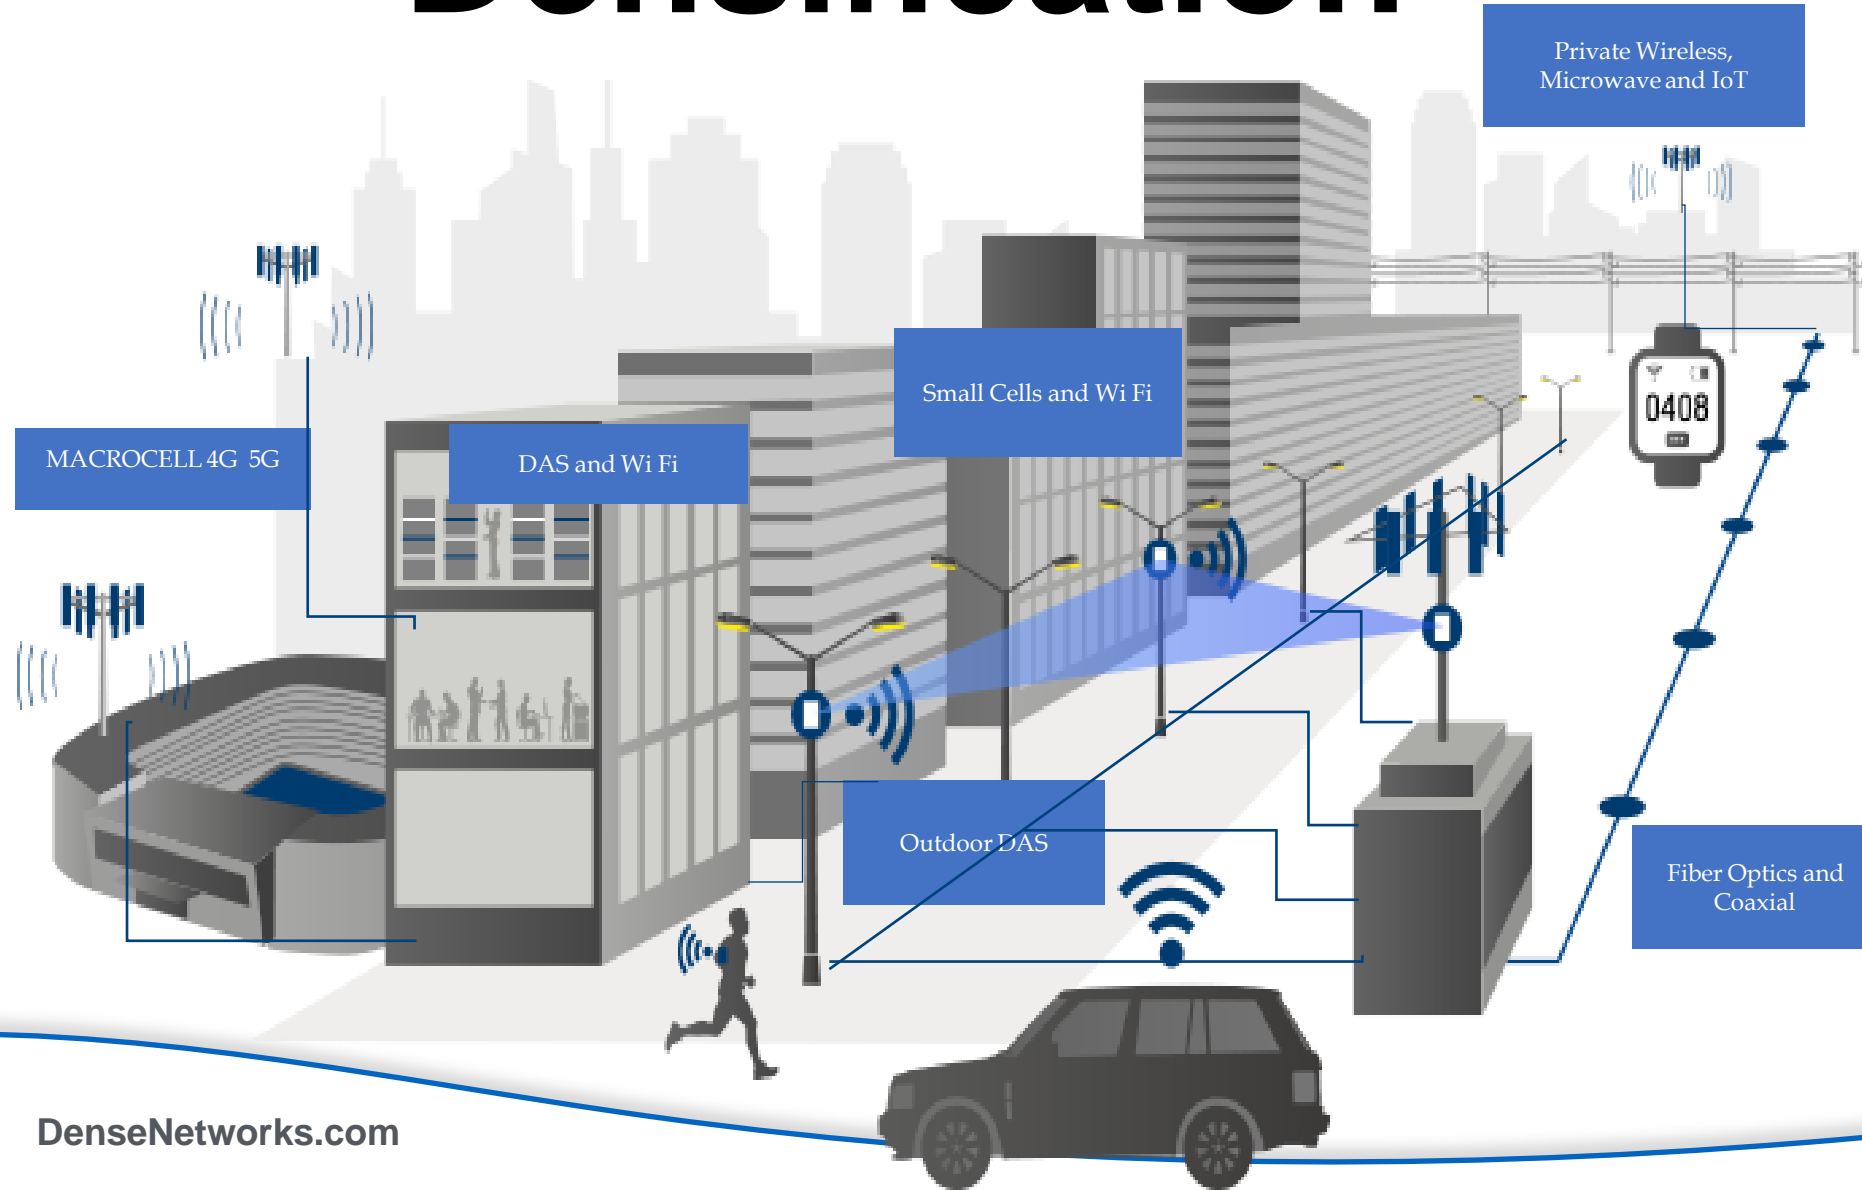 Densification
Private Wireless,
Microwave and IoT
Small Cells and Wi Fi
MACROCELL 4G 5G
DAS and Wi Fi
0408
Outdoor DAS
Fiber Optics and
Coaxial
DenseNetworks.com